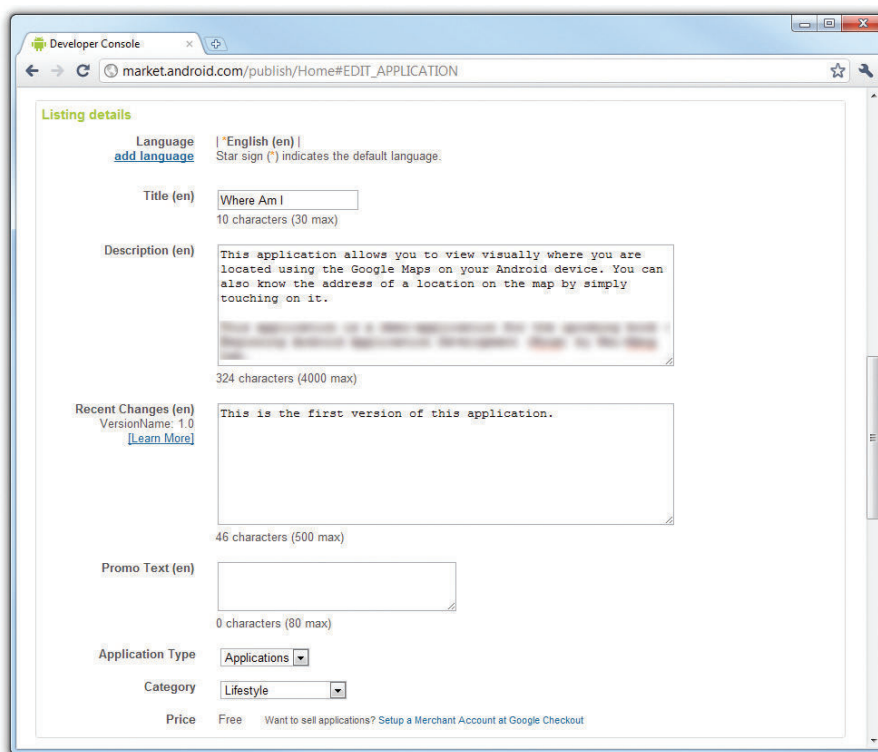 Developer Console
market.android.com/publish/Home#EDIT_APPLICATION
Listing details
Language | *English (en) |
add language Star sign (*) indicates the default language.
Title (en) Where Am I
10 characters (30 max)
Description (en) This application allows you to view visually where you are
located using the Google Maps on your Android device. You can
also know the address of a location on the map by simply
touching on it.
324 characters (4000 max)
Recent Changes (en) This is the first version of this application.
VersionName: 1.0
[Learn More]
46 characters (500 max)
Promo Text (en)
0 characters (80 max)
Application Type Applications
Category Lifestyle
Price Free Want to sell applications? Setup a Merchant Account at Google Checkout